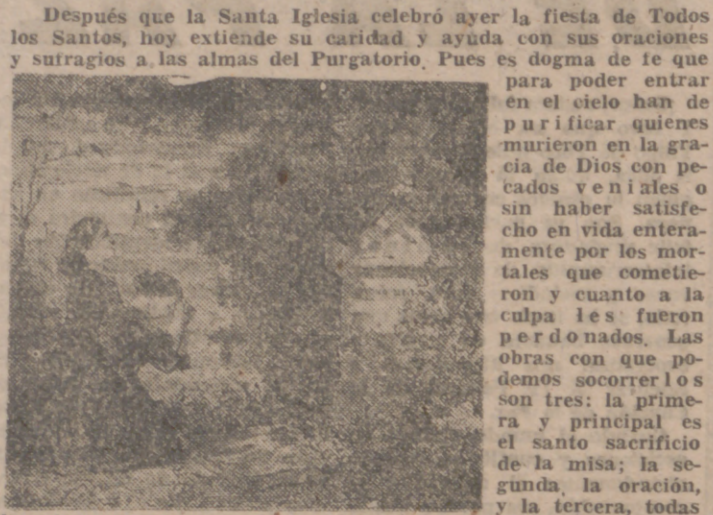 Después que la Santa Iglesia celebró ayer la fiesta de Todos
los Santos, hoy extiende su caridad y ayuda con sus oraciones
y sufragios a las almas del Purgatorio. Pues es dogma de fe que
para poder entrar
en el cielo han de
purificar quienes
murieron en la gra-
cia de Dios con pe-
cados veniales o
sin haber satisfe-
cho en vida entera-
mente por los mor-
tales que cometie-
ron y cuanto a la
culpa les fueron
perdonados. Las
obras con que po-
demos socorrerlos
son tres: la prime-
ra y principal es
el santo sacrificio
de la misa; la se-
gunda, la oración,
y la tercera, todas